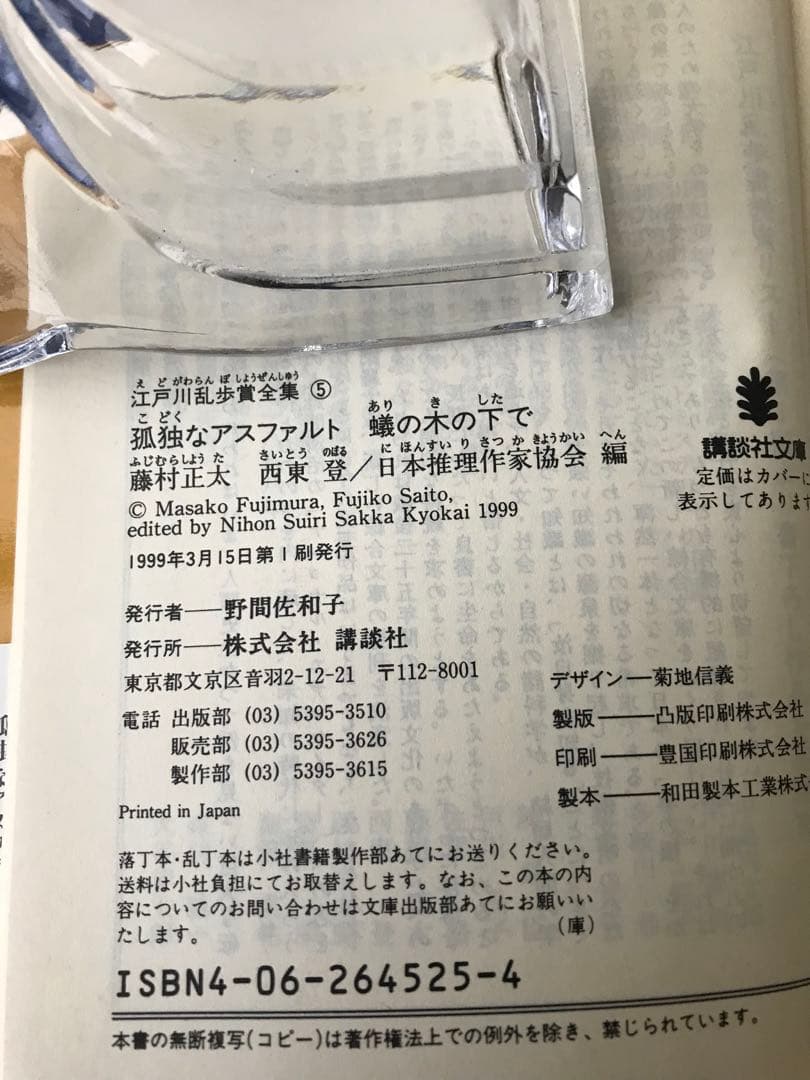 江戸川乱歩賞全集⑤
孤独なアスファルト 蟻の木の下で
藤村正太 西東 登/日本推理作家協会 編
© Masako Fujimura, Fujiko Saito,
edited by Nihon Suiri Sakka Kyokai 1999
1999年3月15日第1刷発行
発行者――野間佐和子
発行所――株式会社 講談社
東京都文京区音羽2-12-21 〒112-8001
電話 出版部 (03) 5395-3510
販売部 (03) 5395-3626
製作部 (03) 5395-3615
Printed in Japan
講談社文庫
定価はカバーに
表示してあります
デザイン―菊地信義
製版――凸版印刷株式会社
印刷――豊国印刷株式会社
製本――和田製本工業株式会
落丁本・乱丁本は小社書籍製作部あてにお送りください。
送料は小社負担にてお取替えします。なお、この本の内
容についてのお問い合わせは文庫出版部あてにお願いい
たします。 (庫)
ISBN4-06-264525-4
本書の無断複写(コピー)は著作権法上での例外を除き、禁じられています。